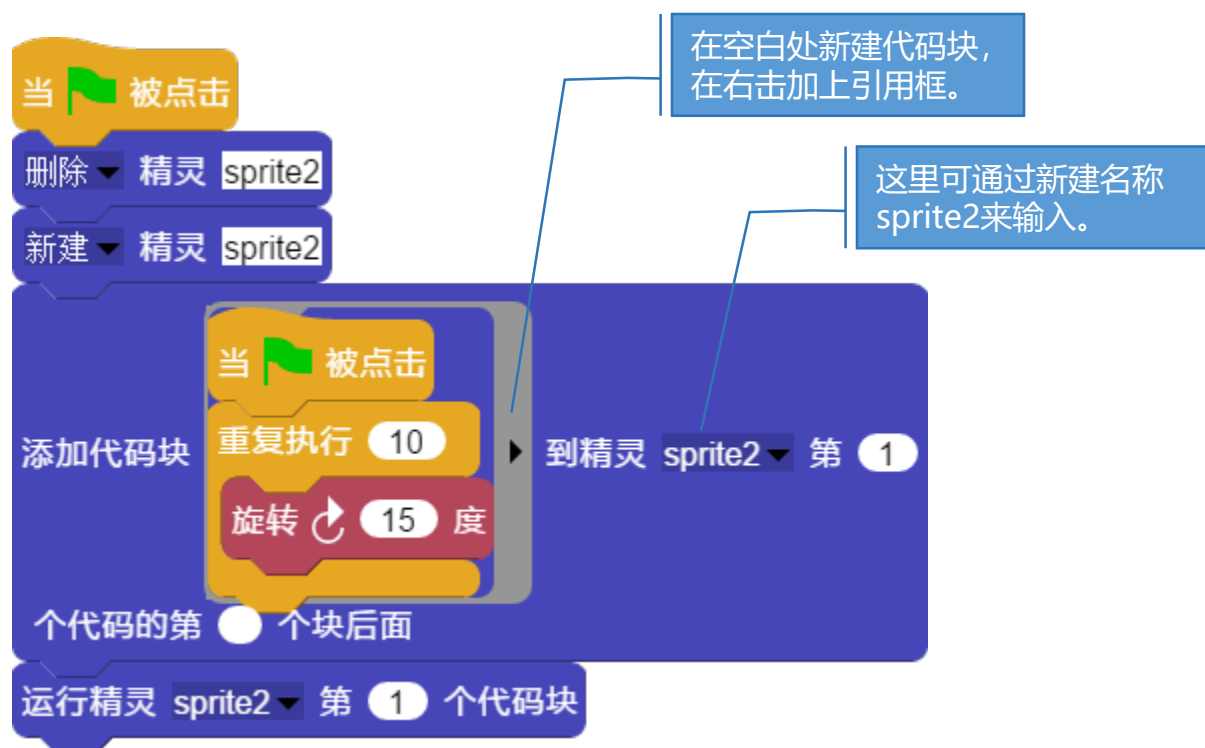 在空白处新建代码块，
在右击加上引用框。
当 被点击
删除 精灵 sprite2
这里可通过新建名称
sprite2来输入。
新建 精灵 sprite2
当 被点击
重复执行 10
添加代码块 到精灵 sprite2 第 1
旋转 15 度
个代码的第 个块后面
运行精灵 sprite2 第 1 个代码块